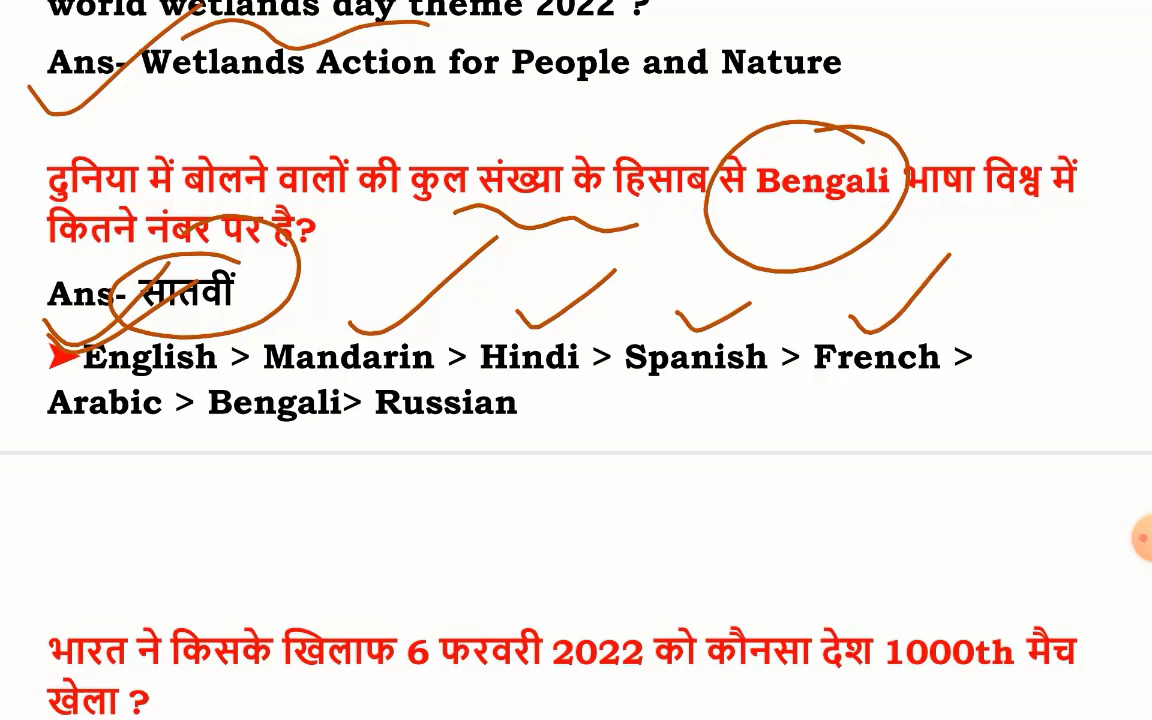 world wetlands day theme 2022 ?
Ans- Wetlands Action for People and Nature
दुनिया में बोलने वालों की कुल संख्या के हिसाब से Bengali भाषा विश्व में
कितने नंबर पर है?
Ans- सातवीं
➤English > Mandarin > Hindi > Spanish > French >
Arabic > Bengali> Russian
भारत ने किसके खिलाफ 6 फरवरी 2022 को कौनसा देश 1000th मैच
खेला ?